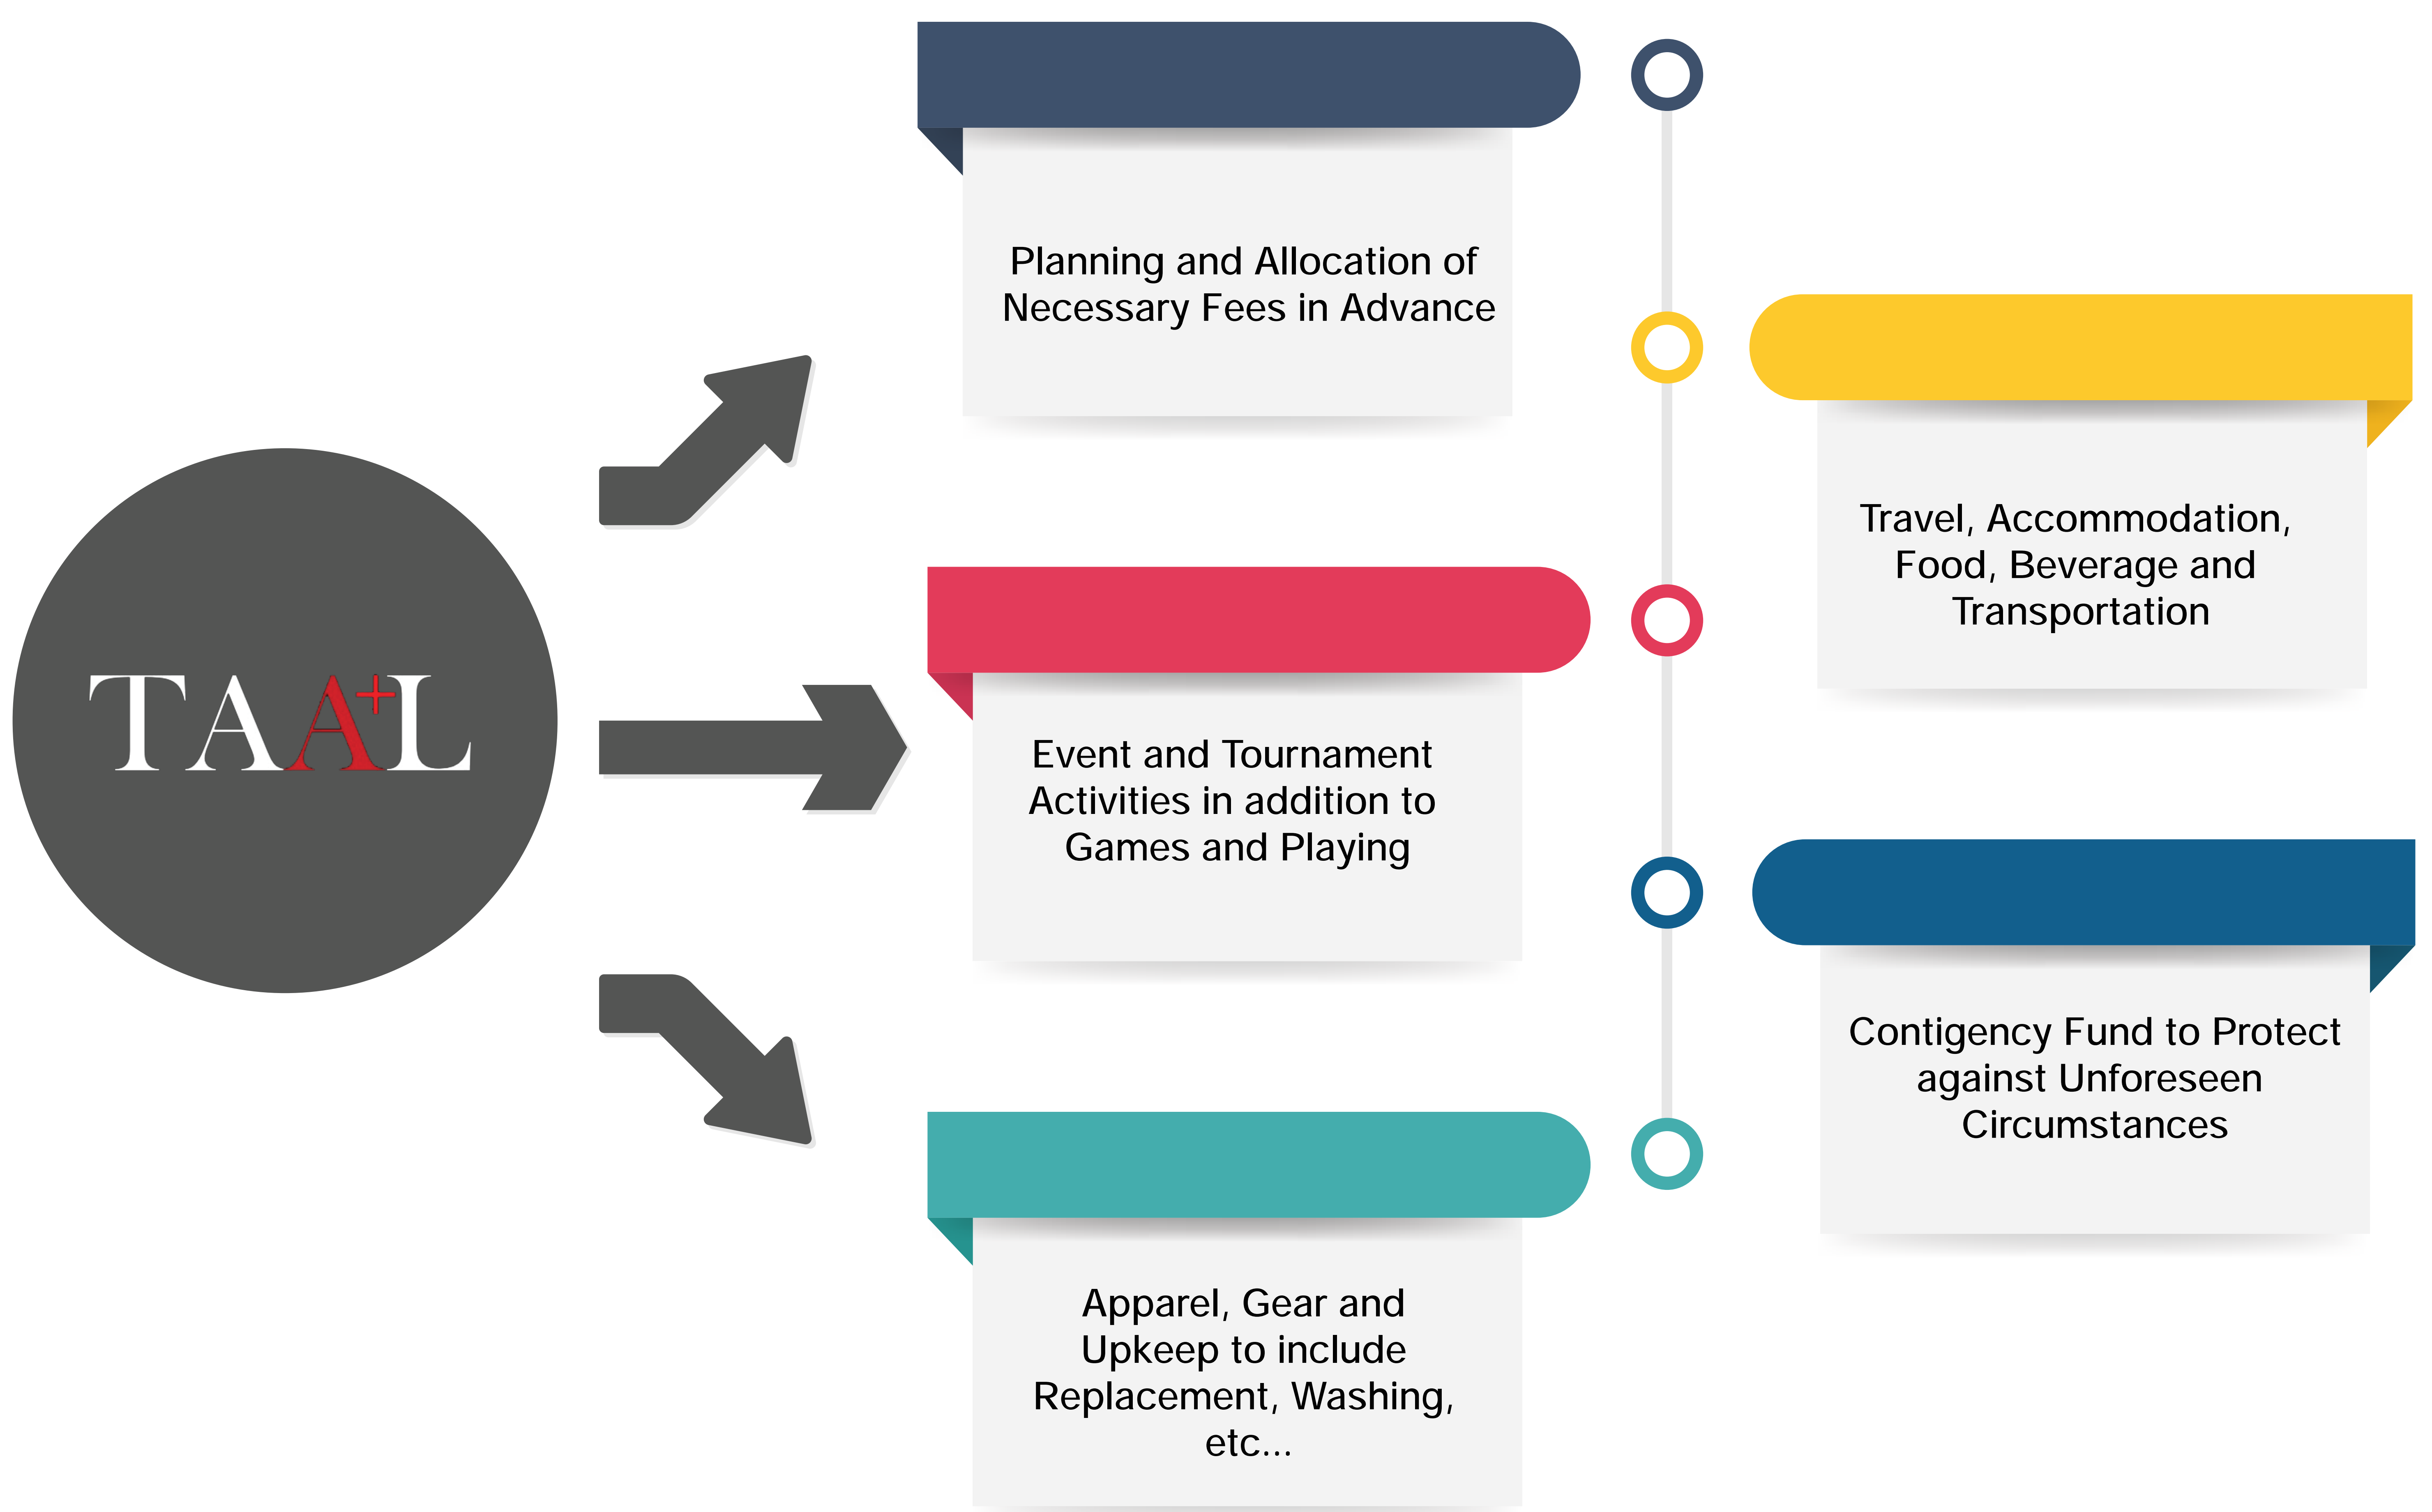 TAA+L
Planning and Allocation of
Necessary Fees in Advance
Travel, Accommodation,
Food, Beverage and
Transportation
Event and Tournament
Activities in addition to
Games and Playing
Contigency Fund to Protect
against Unforeseen
Circumstances
Apparel, Gear and
Upkeep to include
Replacement, Washing,
etc...